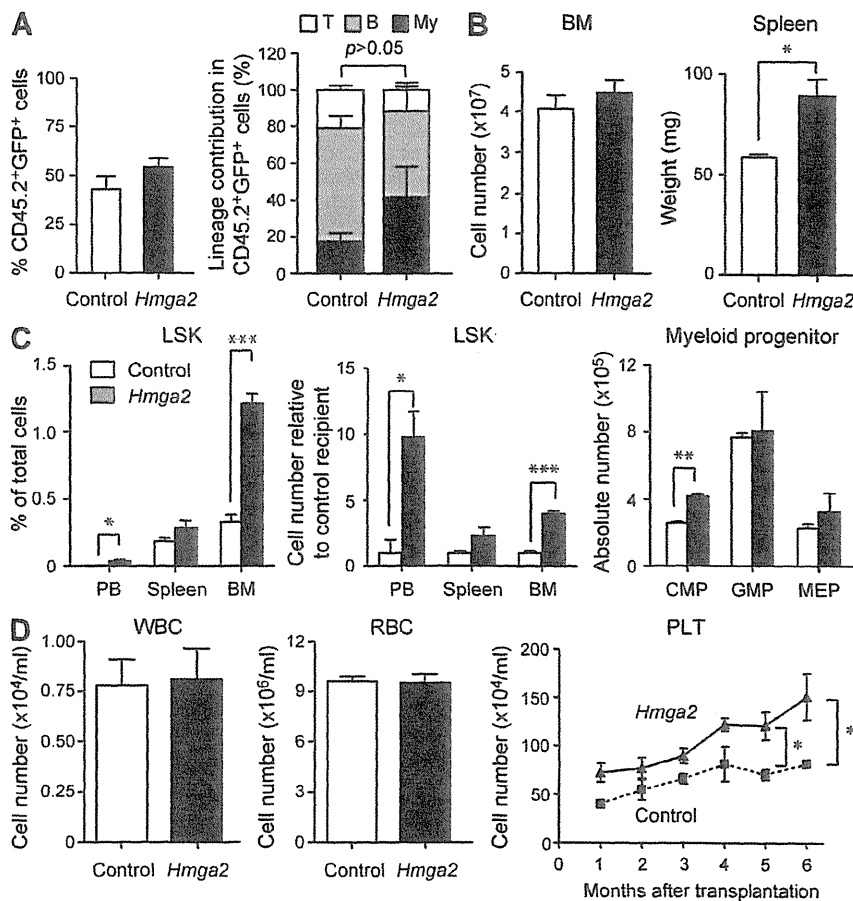 A
T B My
p>0.05
% CD45.2+GFP+ cells
100
75
50
25
0
Control Hmga2
Lineage contribution in
CD45.2+GFP+ cells (%)
120
100
80
60
40
20
0
Control Hmga2
B
BM
Cell number (x10⁷)
5
4
3
2
1
0
Control Hmga2
Spleen
*
Weight (mg)
100
50
0
Control Hmga2
C
LSK
Control
Hmga2
% of total cells
1.5
1.2
0.9
0.6
0.3
0
*
***
PB Spleen BM
LSK
Cell number relative
to control recipient
15
10
5
0
*
***
PB Spleen BM
Myeloid progenitor
Absolute number (x10⁵)
12
8
4
0
**
CMP GMP MEP
D
WBC
Cell number (x10⁴/ml)
1.00
0.75
0.50
0.25
0
Control Hmga2
RBC
Cell number (x10⁶/ml)
12
9
6
3
0
Control Hmga2
PLT
Cell number (x10⁴/ml)
200
150
100
50
0
Hmga2
Control
*
*
0 1 2 3 4 5 6
Months after transplantation